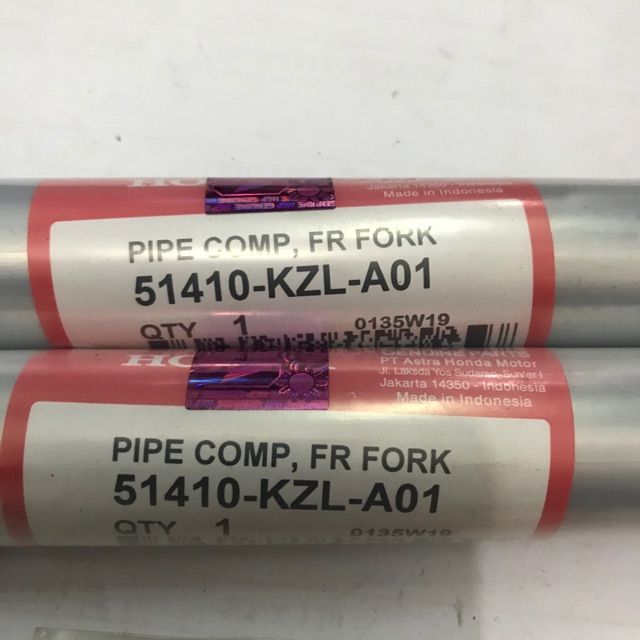 HO
Jakarta 14350 - Indonesia
Made in Indonesia
PIPE COMP, FR FORK
51410-KZL-A01
QTY 1 0135W19
HO
GENUINE PARTS
PT Astra Honda Motor
Jl. Laksda Yos Sudarso, Sunter I
Jakarta 14350 - Indonesia
Made in Indonesia
PIPE COMP, FR FORK
51410-KZL-A01
QTY 1 0135W19